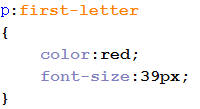 p:first-letter
{
color:red;
font-size:39px;
}